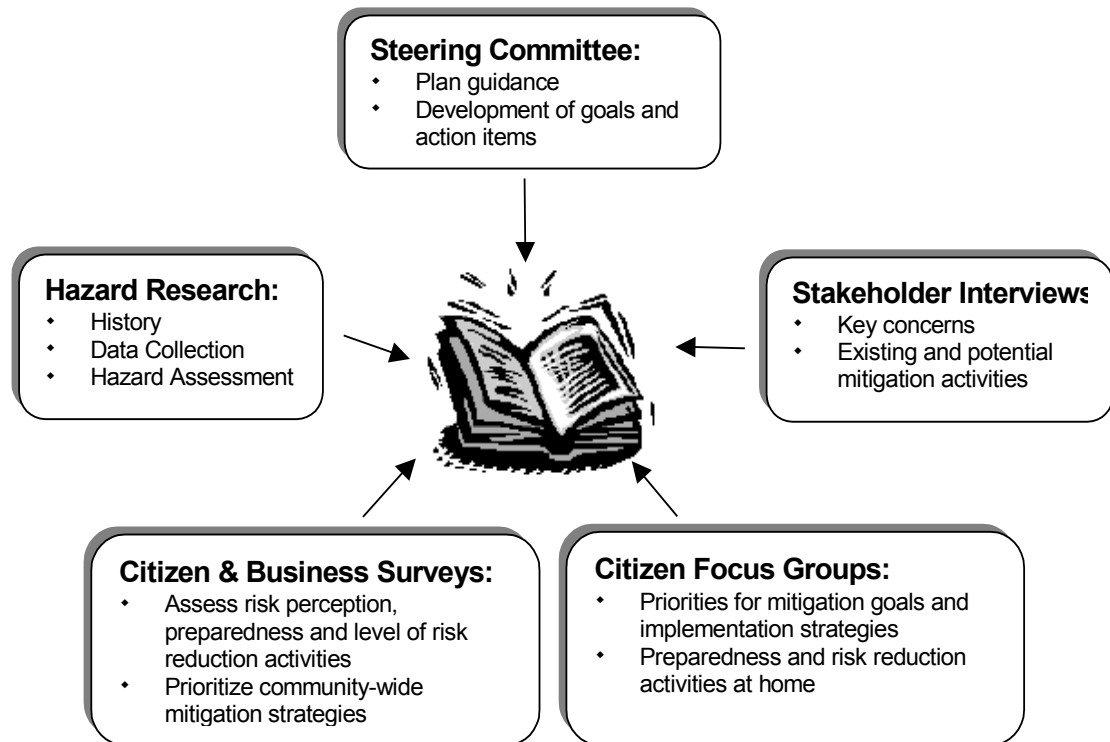 Steering Committee:
⬥ Plan guidance
⬥ Development of goals and
action items
Hazard Research:
⬥ History
⬥ Data Collection
⬥ Hazard Assessment
Stakeholder Interviews
⬥ Key concerns
⬥ Existing and potential
mitigation activities
Citizen & Business Surveys:
⬥ Assess risk perception,
preparedness and level of risk
reduction activities
⬥ Prioritize community-wide
mitigation strategies
Citizen Focus Groups:
⬥ Priorities for mitigation goals and
implementation strategies
⬥ Preparedness and risk reduction
activities at home